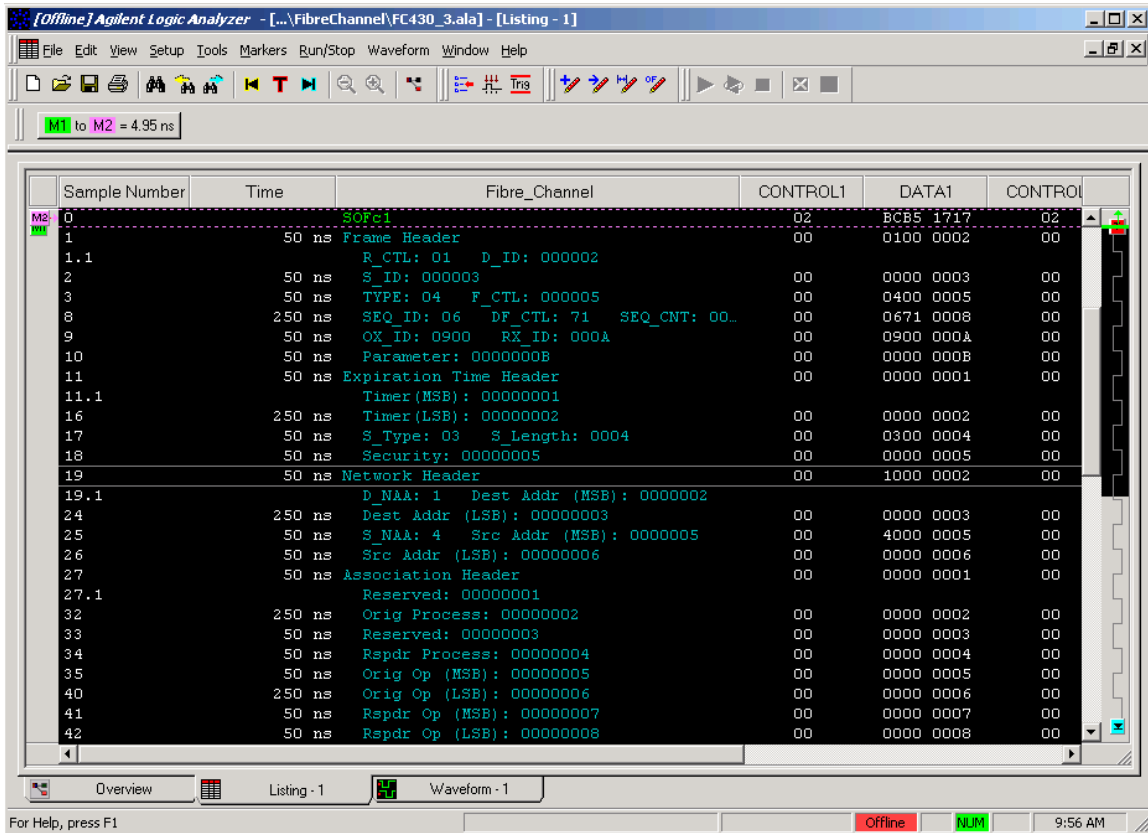 [Offline] Agilent Logic Analyzer - [...\FibreChannel\FC430_3.ala] - [Listing - 1]
File Edit View Setup Tools Markers Run/Stop Waveform Window Help
T Trig OF
M1 to M2 = 4.95 ns
Sample Number Time Fibre_Channel CONTROL1 DATA1 CONTROL
M2 0 SOFc1 02 BCB5 1717 02
M1
1 50 ns Frame Header 00 0100 0002 00
1.1 R_CTL: 01 D_ID: 000002
2 50 ns S_ID: 000003 00 0000 0003 00
3 50 ns TYPE: 04 F_CTL: 000005 00 0400 0005 00
8 250 ns SEQ_ID: 06 DF_CTL: 71 SEQ_CNT: 00... 00 0671 0008 00
9 50 ns OX_ID: 0900 RX_ID: 000A 00 0900 000A 00
10 50 ns Parameter: 0000000B 00 0000 000B 00
11 50 ns Expiration Time Header 00 0000 0001 00
11.1 Timer(MSB): 00000001
16 250 ns Timer(LSB): 00000002 00 0000 0002 00
17 50 ns S_Type: 03 S_Length: 0004 00 0300 0004 00
18 50 ns Security: 00000005 00 0000 0005 00
19 50 ns Network Header 00 1000 0002 00
19.1 D_NAA: 1 Dest Addr (MSB): 0000002
24 250 ns Dest Addr (LSB): 00000003 00 0000 0003 00
25 50 ns S_NAA: 4 Src Addr (MSB): 0000005 00 4000 0005 00
26 50 ns Src Addr (LSB): 00000006 00 0000 0006 00
27 50 ns Association Header 00 0000 0001 00
27.1 Reserved: 00000001
32 250 ns Orig Process: 00000002 00 0000 0002 00
33 50 ns Reserved: 00000003 00 0000 0003 00
34 50 ns Rspdr Process: 00000004 00 0000 0004 00
35 50 ns Orig Op (MSB): 00000005 00 0000 0005 00
40 250 ns Orig Op (LSB): 00000006 00 0000 0006 00
41 50 ns Rspdr Op (MSB): 00000007 00 0000 0007 00
42 50 ns Rspdr Op (LSB): 00000008 00 0000 0008 00
Overview Listing - 1 Waveform - 1
For Help, press F1 Offline NUM 9:56 AM